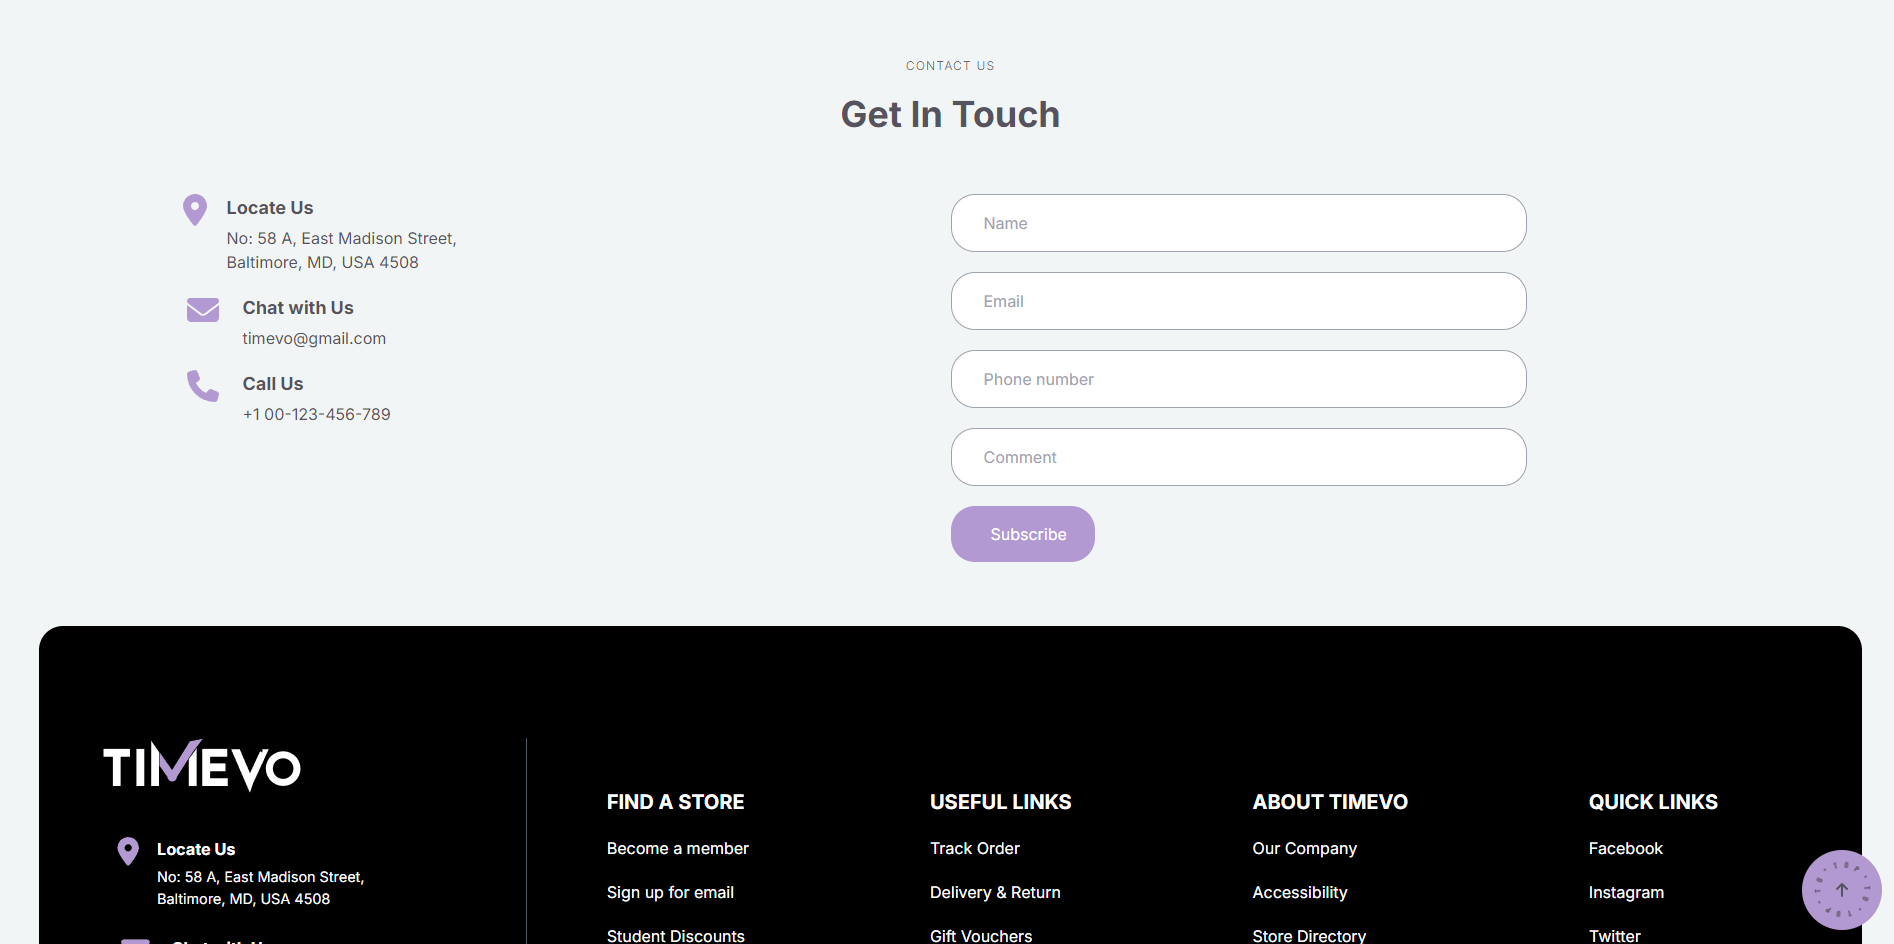 CONTACT US
Get In Touch
Locate Us
No: 58 A, East Madison Street,
Baltimore, MD, USA 4508
Chat with Us
timevo@gmail.com
Call Us
+1 00-123-456-789
Name
Email
Phone number
Comment
Subscribe
TIMEVO
Locate Us
No: 58 A, East Madison Street,
Baltimore, MD, USA 4508
Chat with Us
FIND A STORE
Become a member
Sign up for email
Student Discounts
USEFUL LINKS
Track Order
Delivery & Return
Gift Vouchers
ABOUT TIMEVO
Our Company
Accessibility
Store Directory
QUICK LINKS
Facebook
Instagram
Twitter